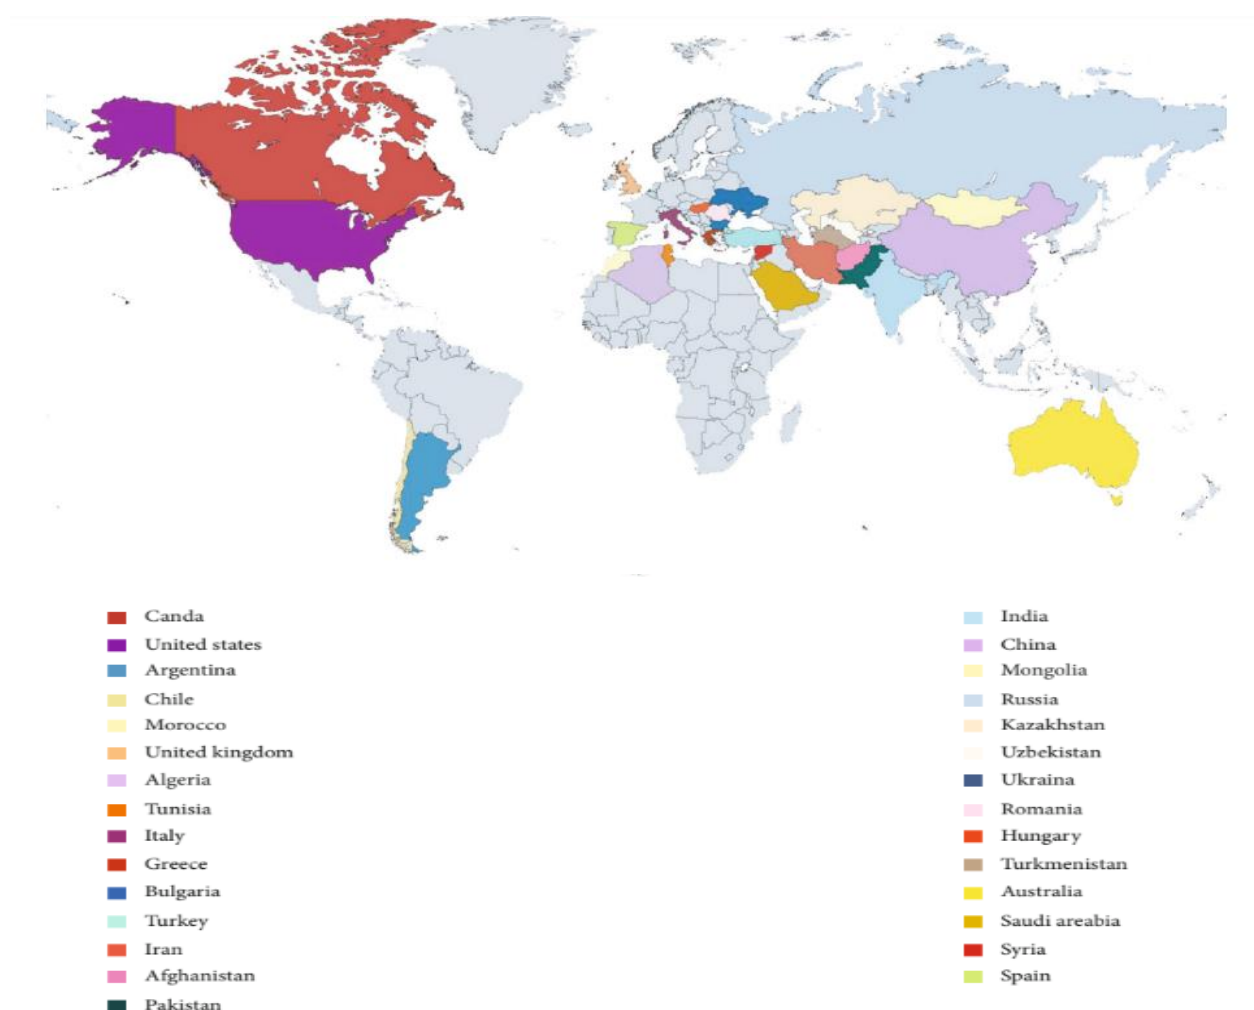 Canda
United states
Argentina
Chile
Morocco
United kingdom
Algeria
Tunisia
Italy
Greece
Bulgaria
Turkey
Iran
Afghanistan
Pakistan
India
China
Mongolia
Russia
Kazakhstan
Uzbekistan
Ukraina
Romania
Hungary
Turkmenistan
Australia
Saudi areabia
Syria
Spain